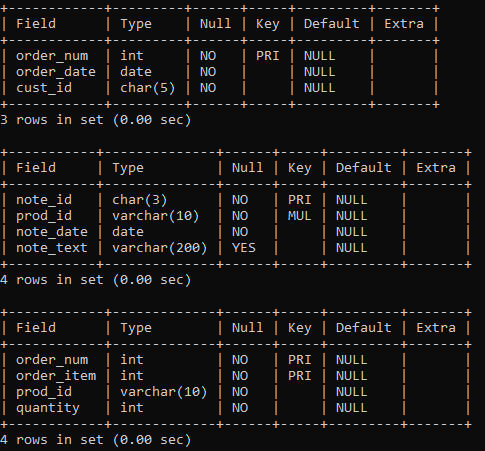 +------------+---------+------+-----+---------+-------+
| Field      | Type    | Null | Key | Default | Extra |
+------------+---------+------+-----+---------+-------+
| order_num  | int     | NO   | PRI | NULL    |       |
| order_date | date    | NO   |     | NULL    |       |
| cust_id    | char(5) | NO   |     | NULL    |       |
+------------+---------+------+-----+---------+-------+
3 rows in set (0.00 sec)

+-----------+--------------+------+-----+---------+-------+
| Field     | Type         | Null | Key | Default | Extra |
+-----------+--------------+------+-----+---------+-------+
| note_id   | char(3)      | NO   | PRI | NULL    |       |
| prod_id   | varchar(10)  | NO   | MUL | NULL    |       |
| note_date | date         | NO   |     | NULL    |       |
| note_text | varchar(200) | YES  |     | NULL    |       |
+-----------+--------------+------+-----+---------+-------+
4 rows in set (0.00 sec)

+------------+-------------+------+-----+---------+-------+
| Field      | Type        | Null | Key | Default | Extra |
+------------+-------------+------+-----+---------+-------+
| order_num  | int         | NO   | PRI | NULL    |       |
| order_item | int         | NO   | PRI | NULL    |       |
| prod_id    | varchar(10) | NO   |     | NULL    |       |
| quantity   | int         | NO   |     | NULL    |       |
+------------+-------------+------+-----+---------+-------+
4 rows in set (0.00 sec)